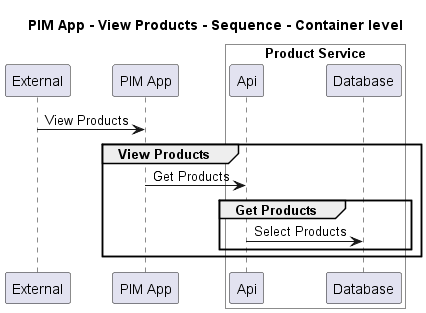 PIM App - View Products - Sequence - Container level
Product Service
External PIM App Api Database
View Products
View Products
Get Products
Get Products
Select Products
External PIM App Api Database